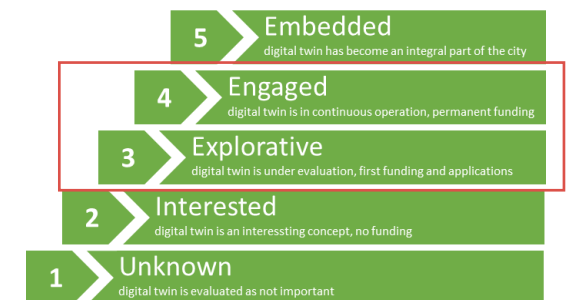 5 Embedded
digital twin has become an integral part of the city
4 Engaged
digital twin is in continuous operation, permanent funding
3 Explorative
digital twin is under evaluation, first funding and applications
2 Interested
digital twin is an interessting concept, no funding
1 Unknown
digital twin is evaluated as not important